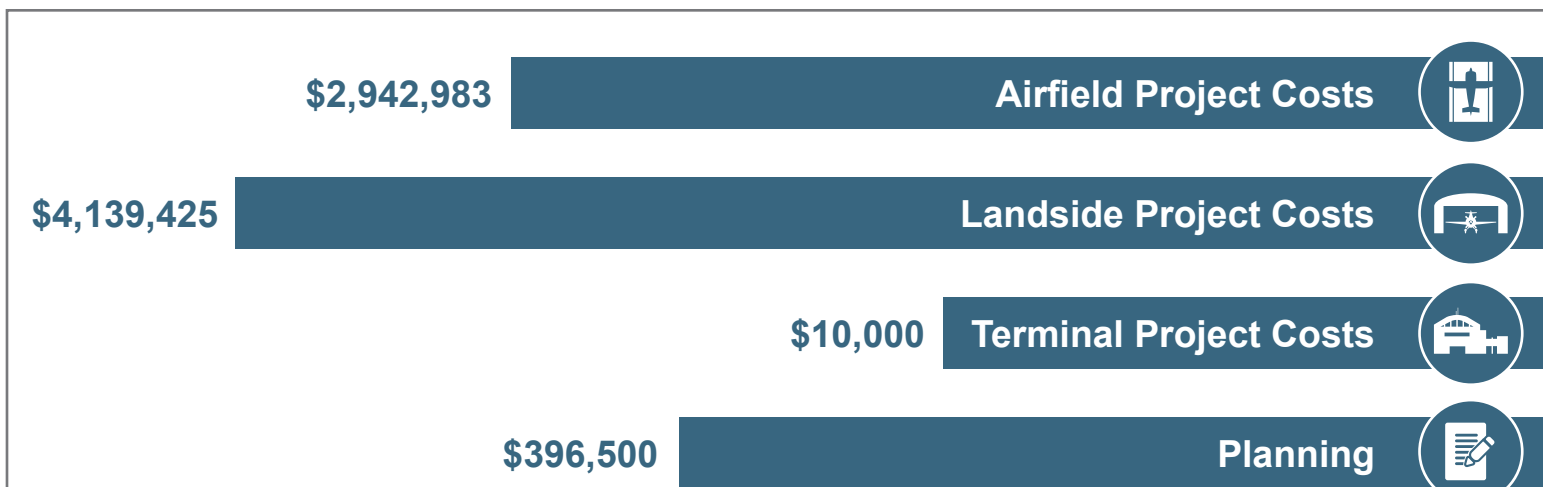 $2,942,983 Airfield Project Costs
$4,139,425 Landside Project Costs
$10,000 Terminal Project Costs
$396,500 Planning